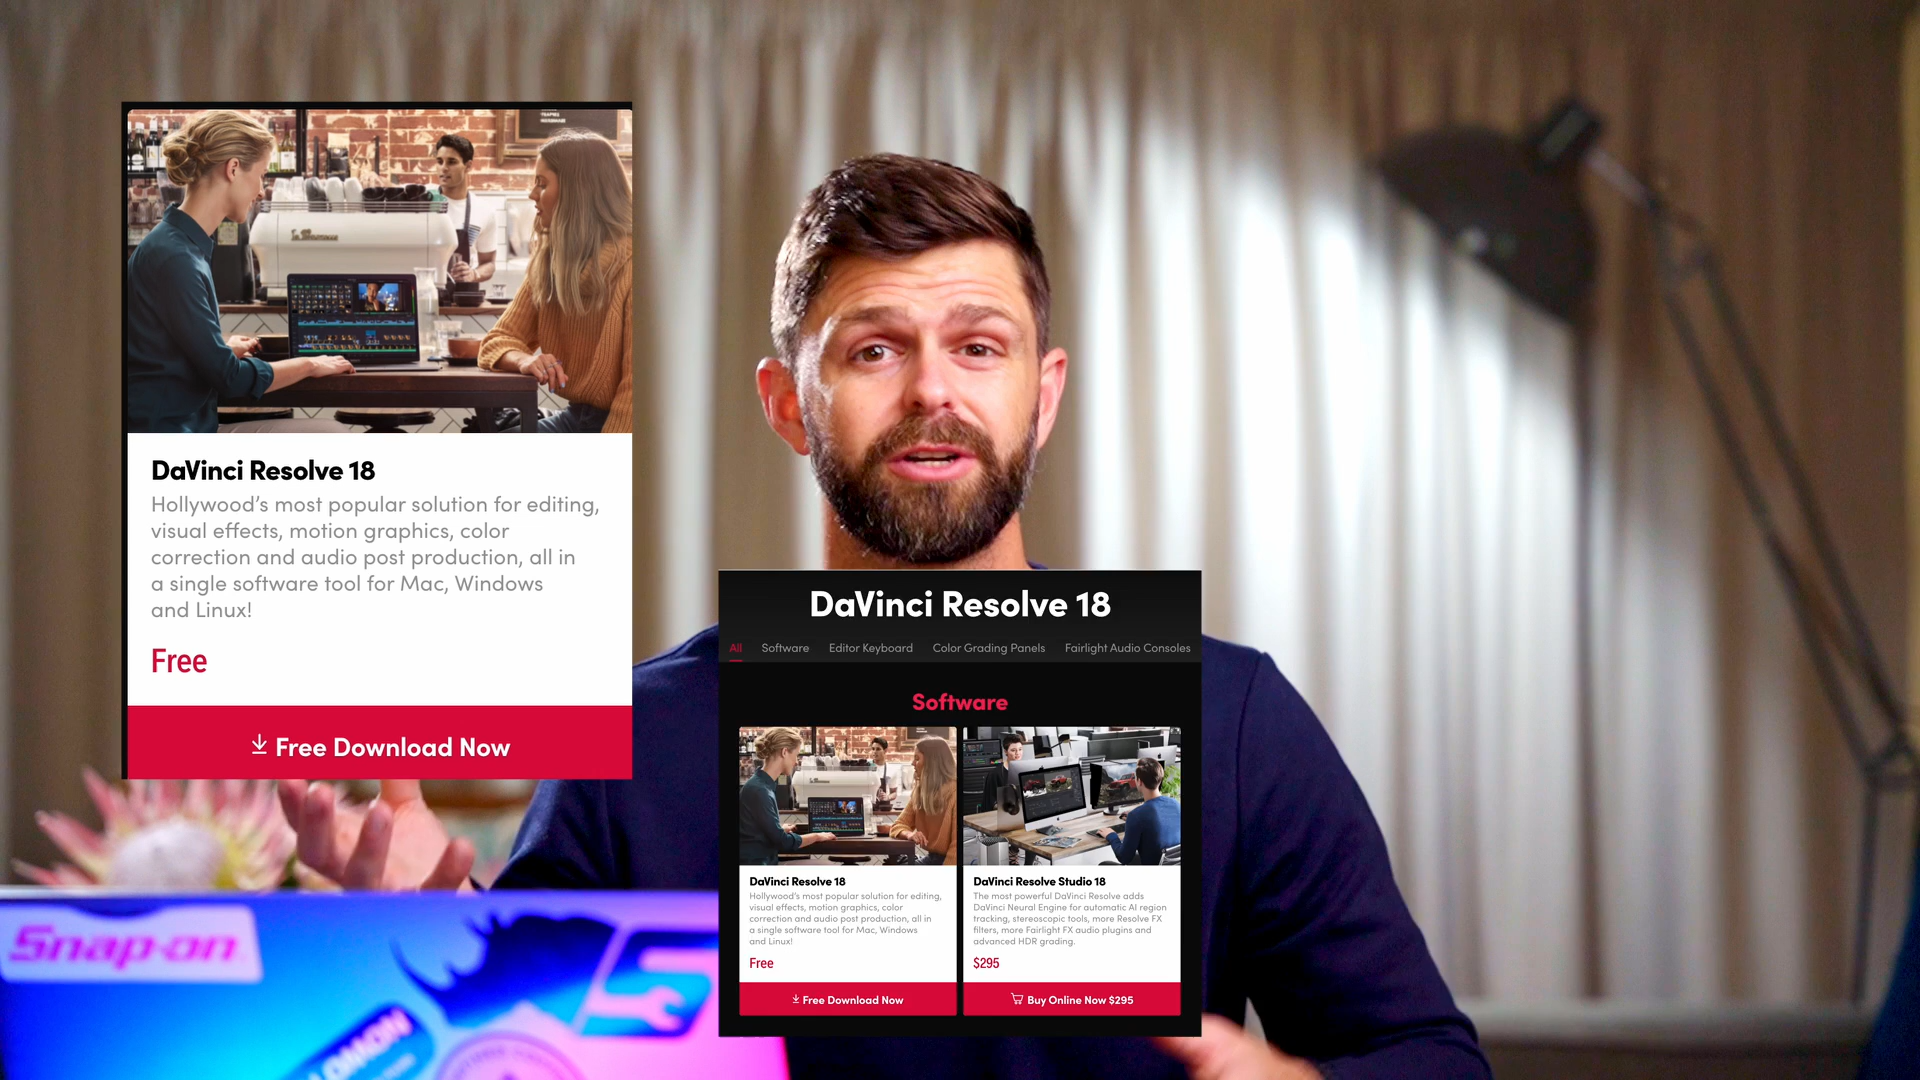 DaVinci Resolve 18
Hollywood's most popular solution for editing,
visual effects, motion graphics, color
correction and audio post production, all in
a single software tool for Mac, Windows
and Linux!
Free
Free Download Now
DaVinci Resolve 18
All Software Editor Keyboard Color Grading Panels Fairlight Audio Consoles
Software
DaVinci Resolve 18
Hollywood's most popular solution for editing,
visual effects, motion graphics, color
correction and audio post production, all in
a single software tool for Mac, Windows
and Linux!
Free
Free Download Now
DaVinci Resolve Studio 18
The most powerful DaVinci Resolve adds
DaVinci Neural Engine for automatic AI region
tracking, stereoscopic tools, more Resolve FX
filters, more Fairlight FX audio plugins and
advanced HDR grading.
$295
Buy Online Now $295
Snap-on